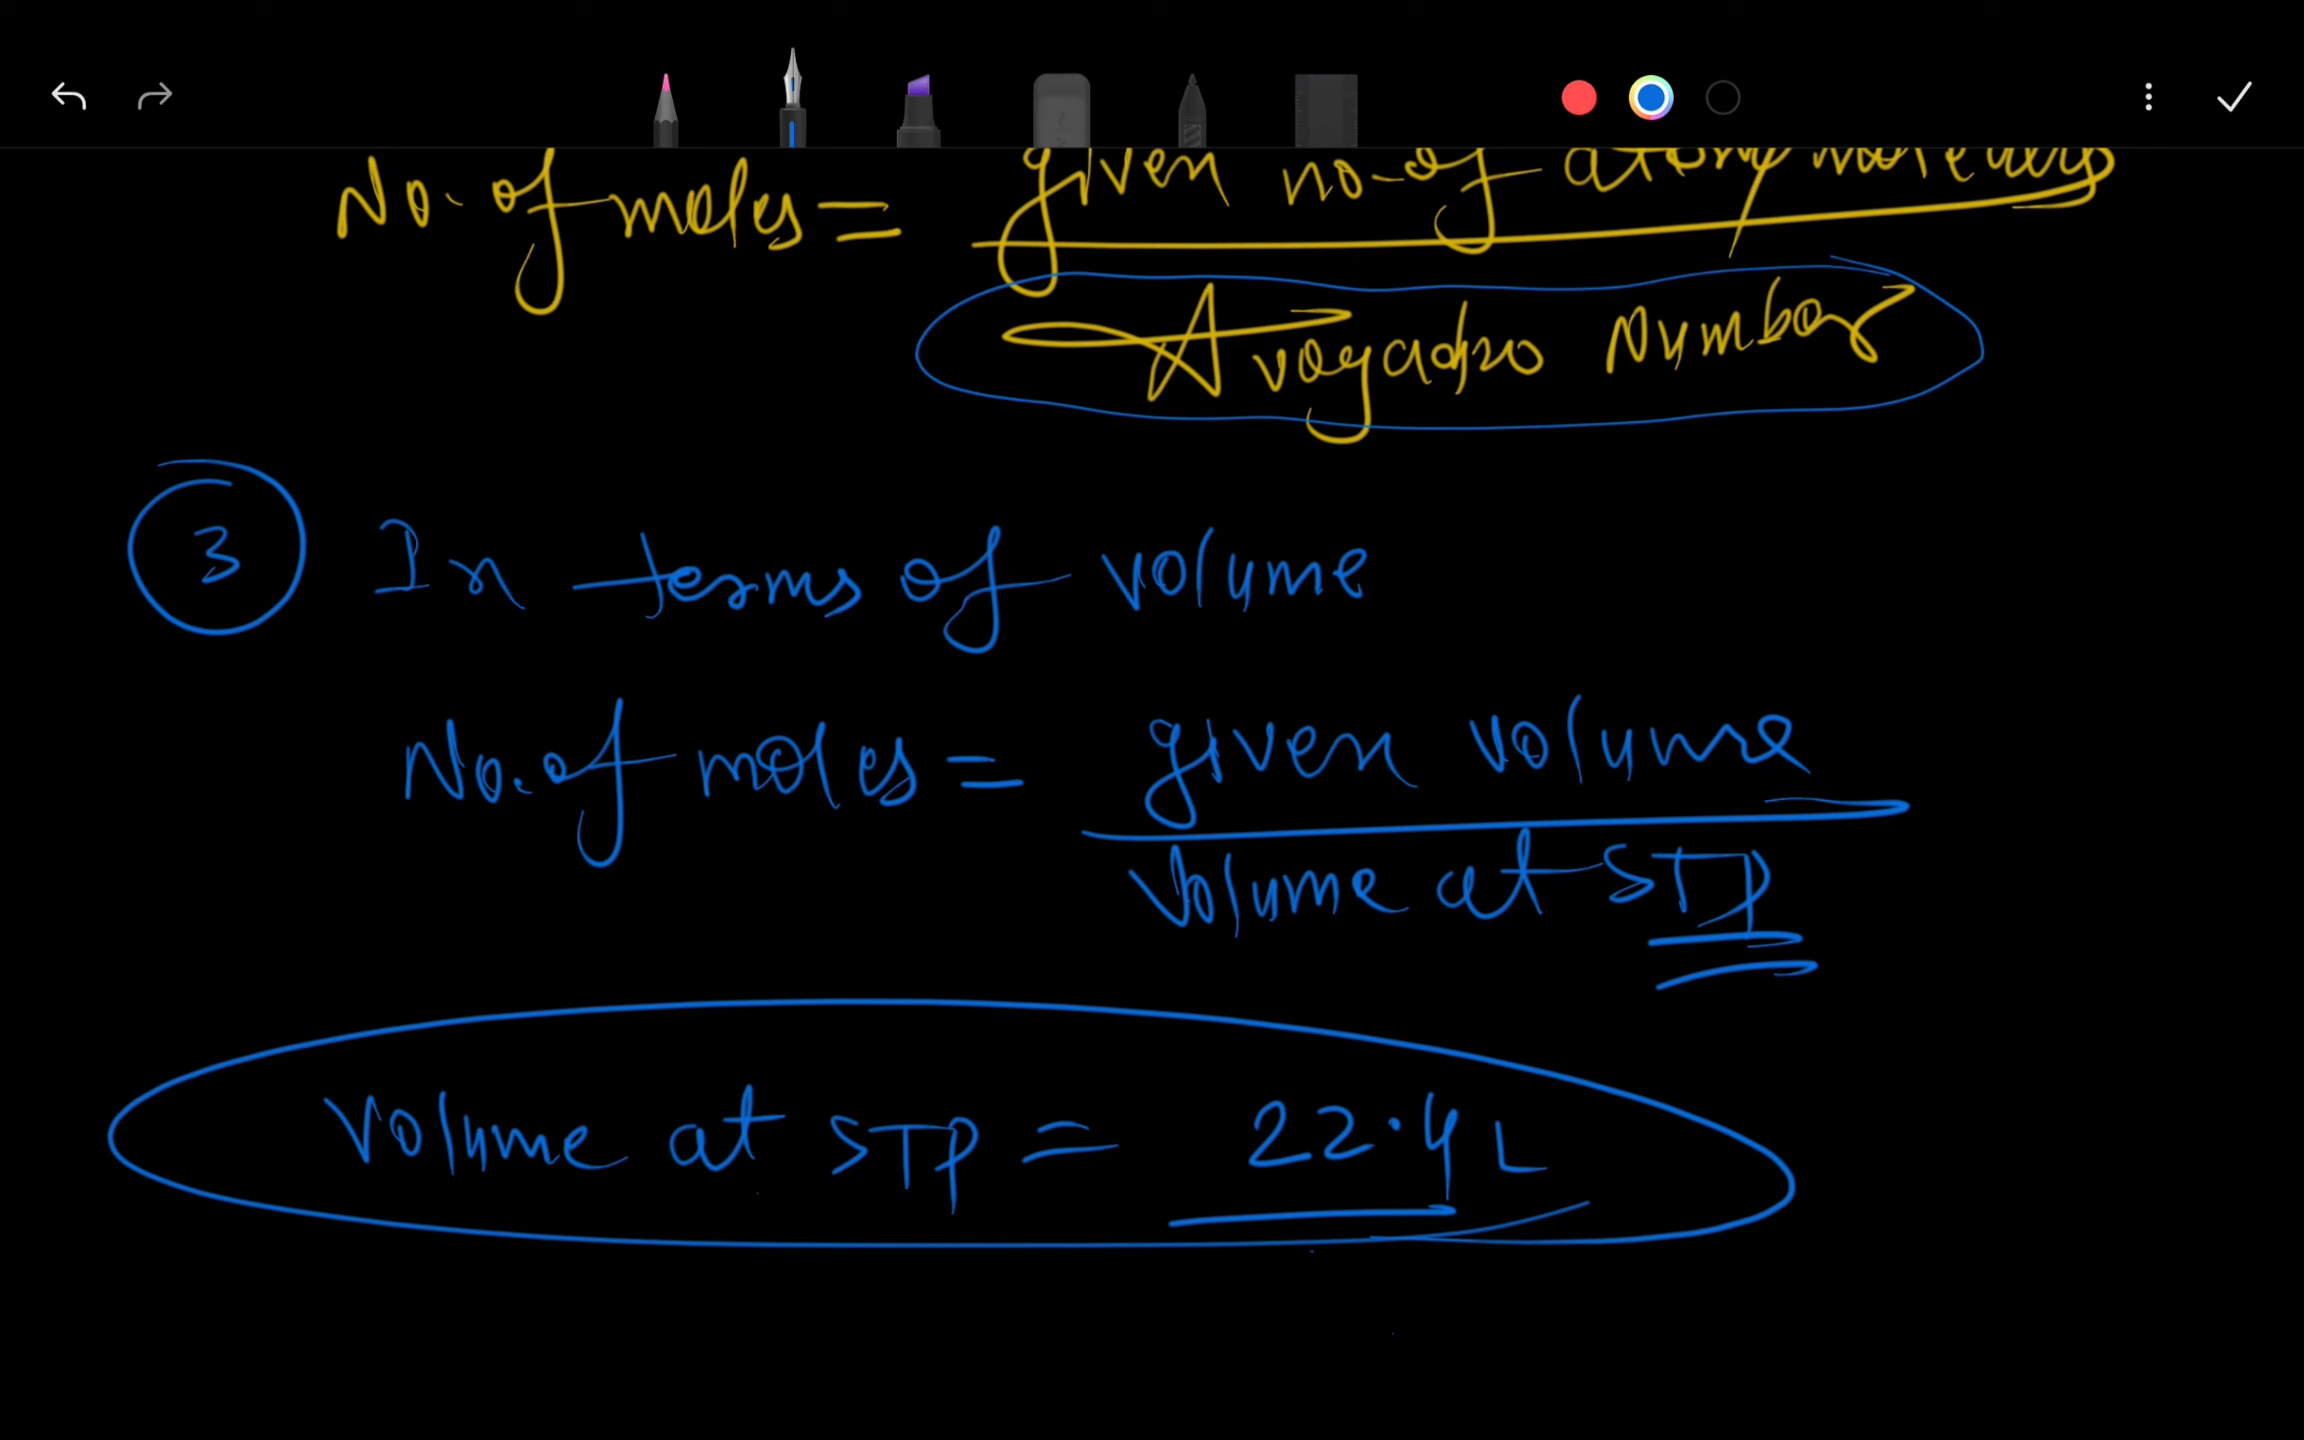 No. of moles = given no. of atoms/molecules
Avogadro Number
3 In terms of volume
No. of moles = given volume
Volume at STP
Volume at STP = 22.4 L